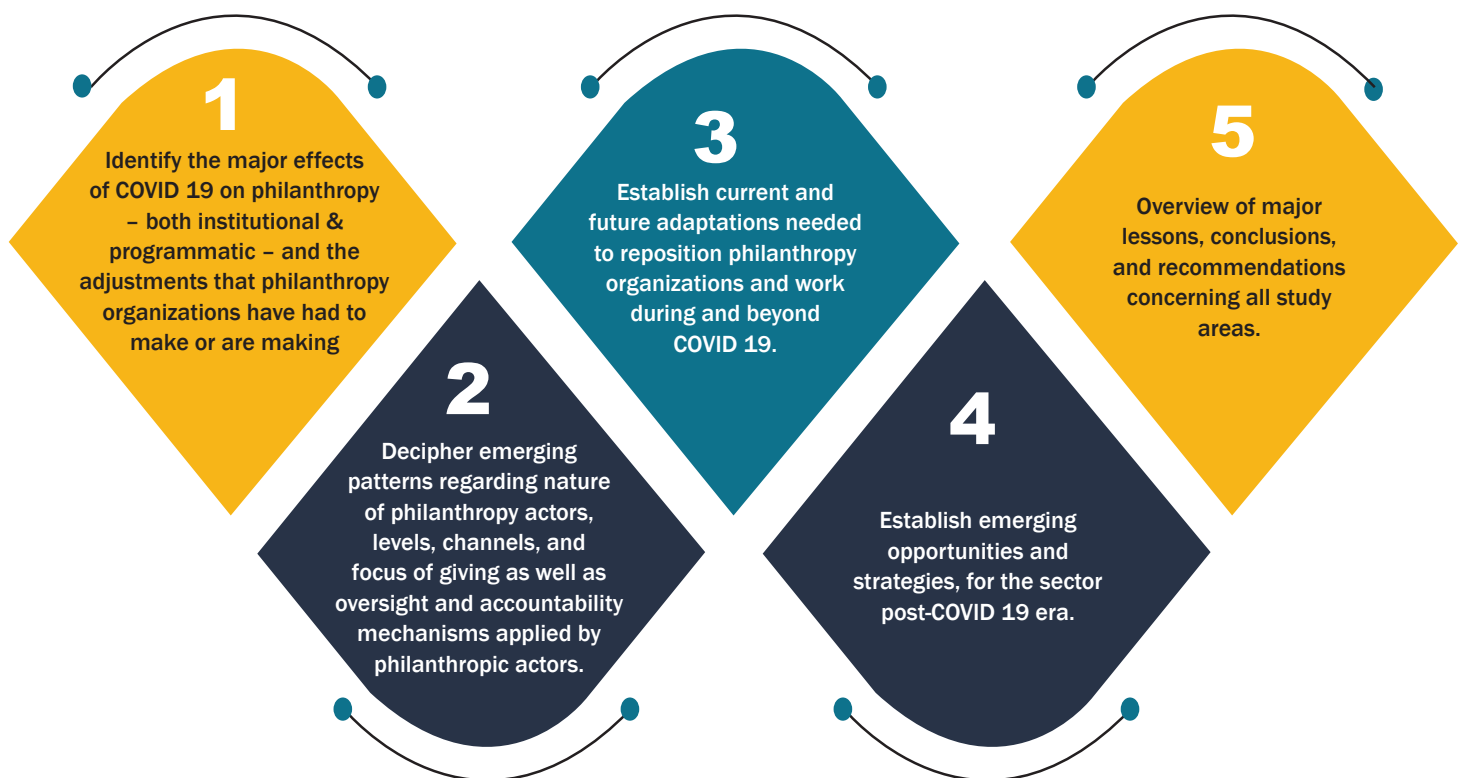 1
Identify the major effects
of COVID 19 on philanthropy
– both institutional &
programmatic – and the
adjustments that philanthropy
organizations have had to
make or are making
2
Decipher emerging
patterns regarding nature
of philanthropy actors,
levels, channels, and
focus of giving as well as
oversight and accountability
mechanisms applied by
philanthropic actors.
3
Establish current and
future adaptations needed
to reposition philanthropy
organizations and work
during and beyond
COVID 19.
4
Establish emerging
opportunities and
strategies, for the sector
post-COVID 19 era.
5
Overview of major
lessons, conclusions,
and recommendations
concerning all study
areas.